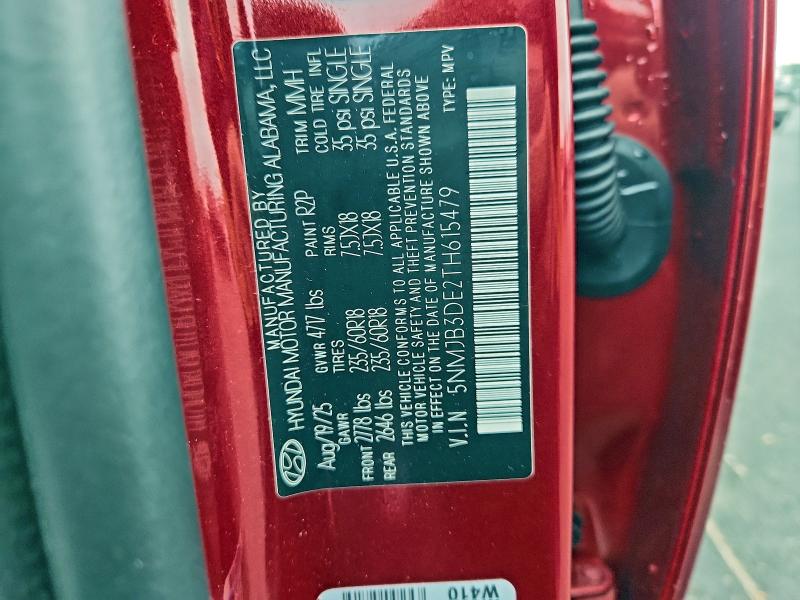 MANUFACTURED BY
HYUNDAI MOTOR MANUFACTURING ALABAMA, LLC
Aug/19/25 GVWR 4717 lbs PAINT R2P TRIM MMH
GAWR TIRES RIMS COLD TIRE INFL
FRONT 2778 lbs 235/60R18 7.5JX18 35 psi SINGLE
REAR 2646 lbs 235/60R18 7.5JX18 35 psi SINGLE
THIS VEHICLE CONFORMS TO ALL APPLICABLE U.S.A. FEDERAL
MOTOR VEHICLE SAFETY AND THEFT PREVENTION STANDARDS
IN EFFECT ON THE DATE OF MANUFACTURE SHOWN ABOVE
V.I.N 5NMJB3DE2TH615479 TYPE: MPV
W410